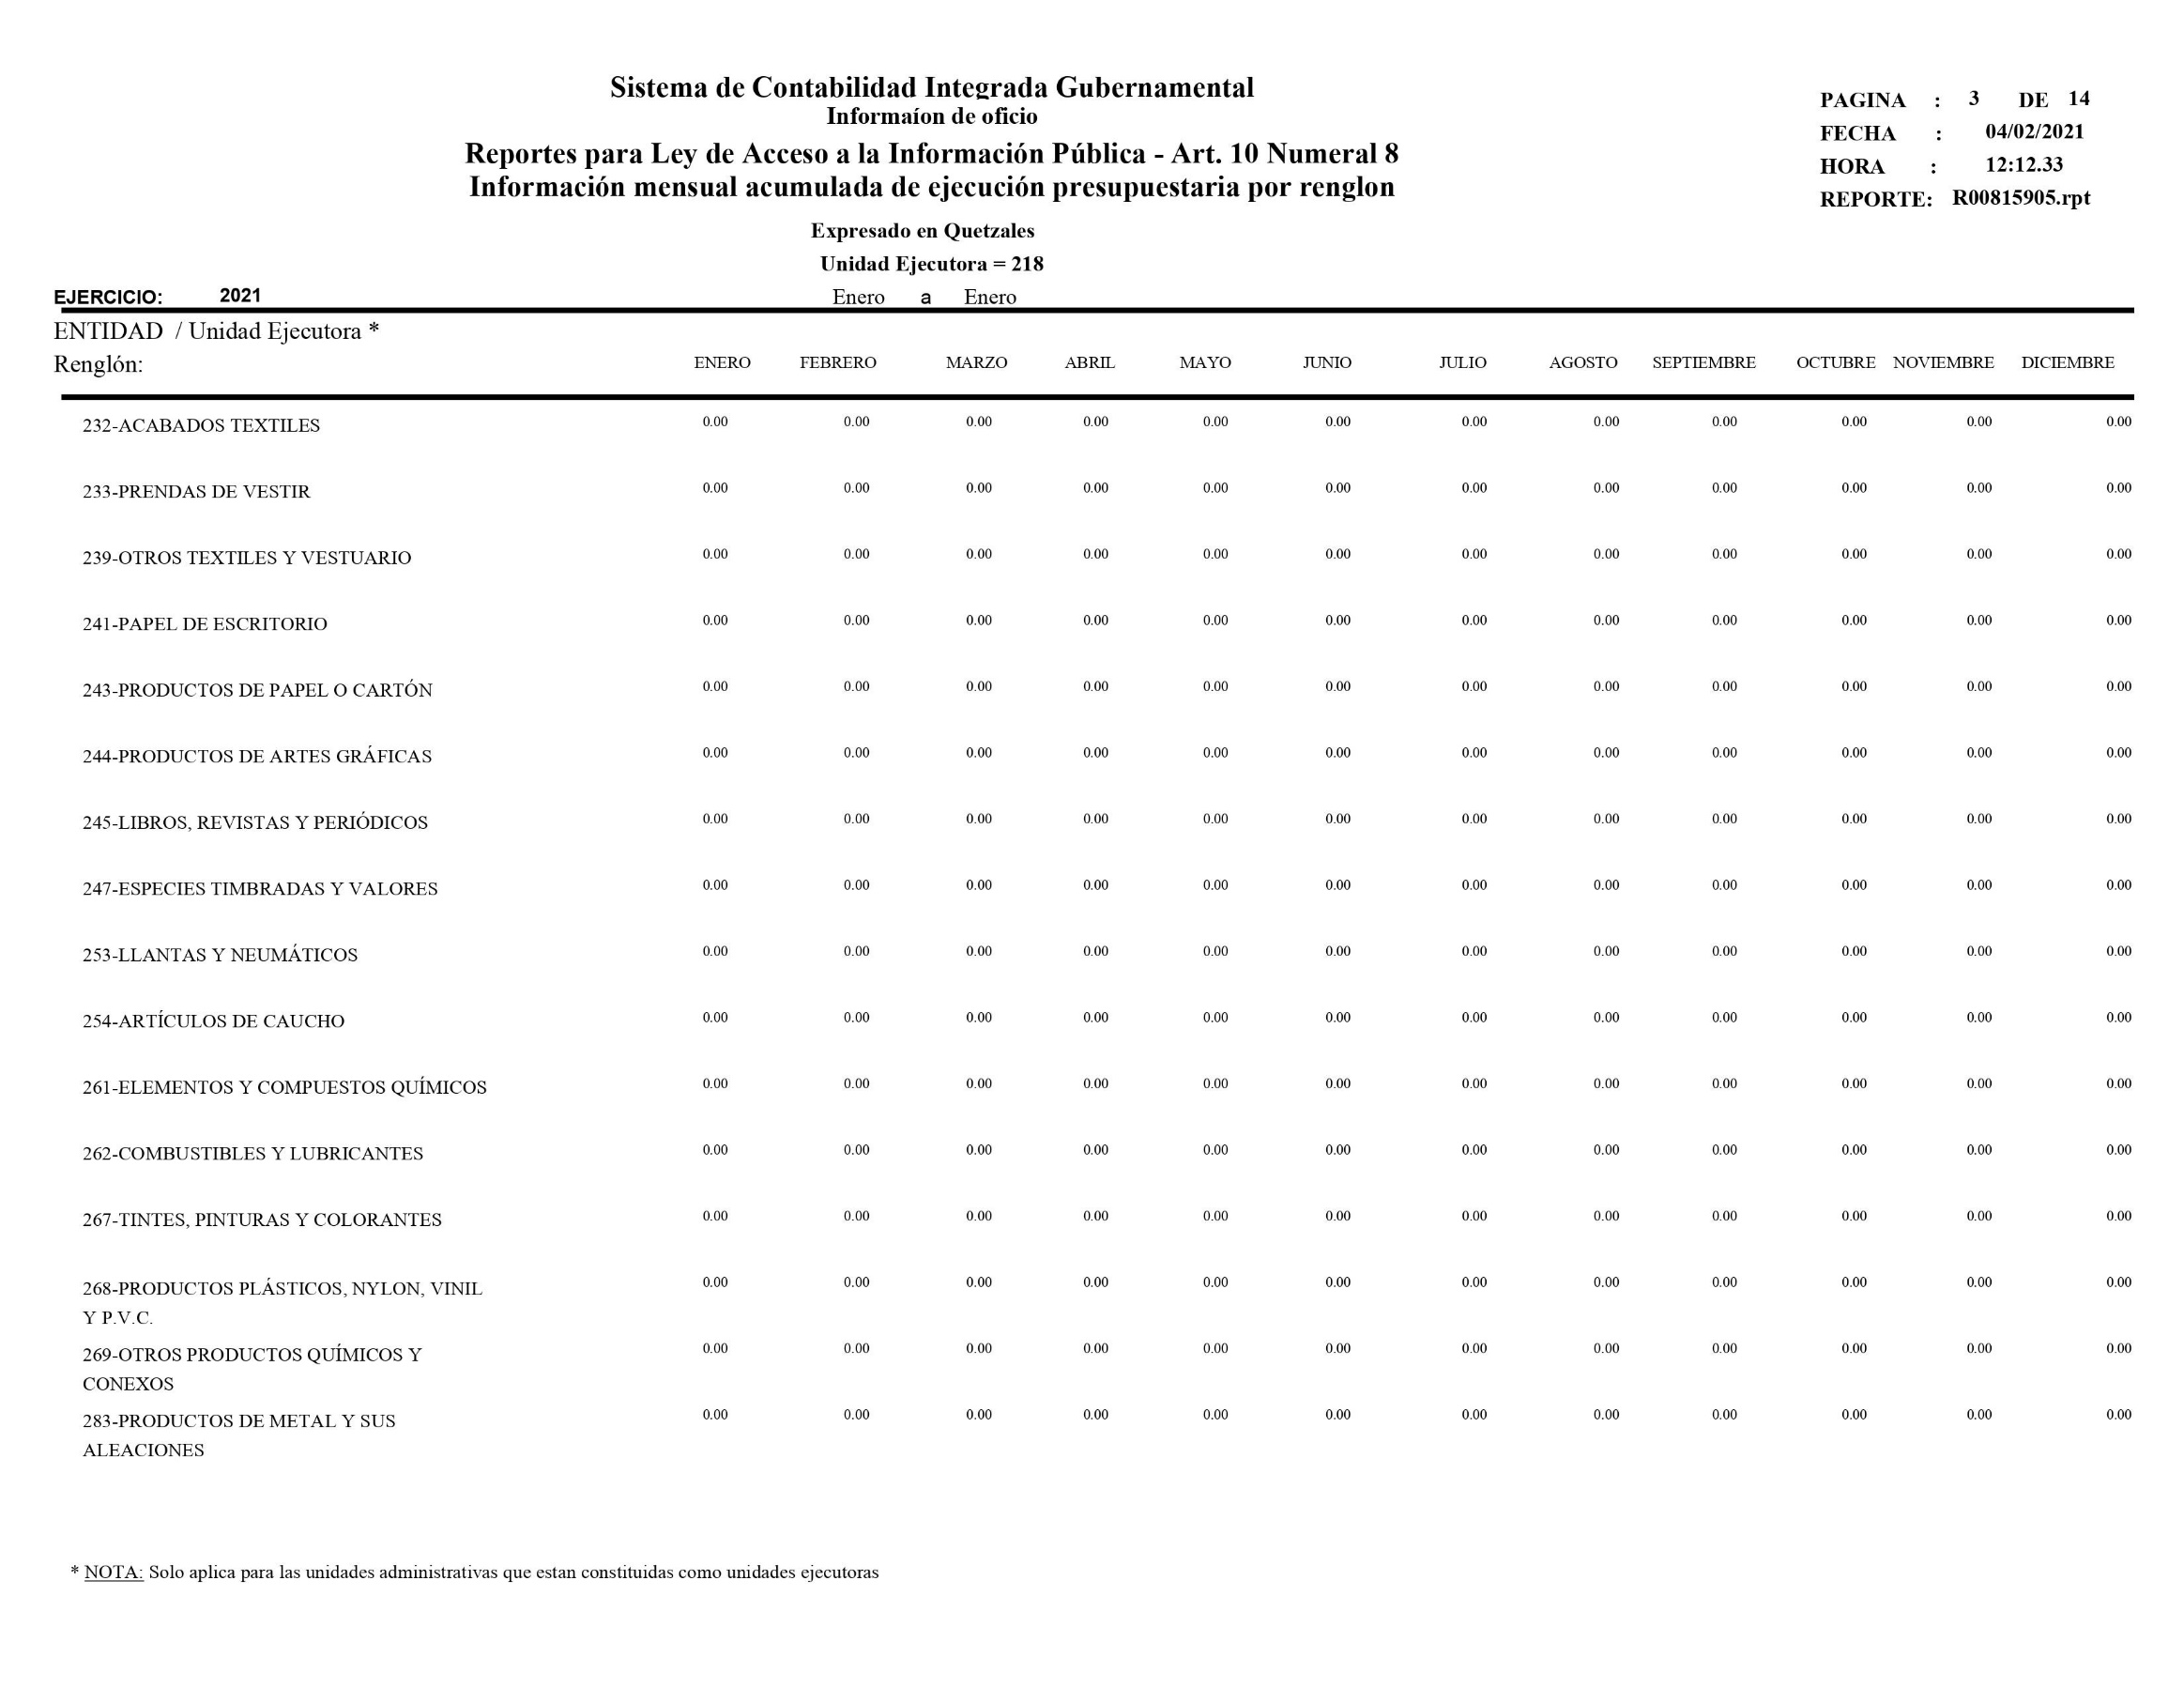 Sistema de Contabilidad Integrada Gubernamental
Informaíon de oficio
Reportes para Ley de Acceso a la Información Pública - Art. 10 Numeral 8
Información mensual acumulada de ejecución presupuestaria por renglon
Expresado en Quetzales
Unidad Ejecutora = 218
PAGINA : 3 DE 14
FECHA : 04/02/2021
HORA : 12:12.33
REPORTE: R00815905.rpt
EJERCICIO: 2021 Enero a Enero
ENTIDAD / Unidad Ejecutora *
Renglón: ENERO FEBRERO MARZO ABRIL MAYO JUNIO JULIO AGOSTO SEPTIEMBRE OCTUBRE NOVIEMBRE DICIEMBRE
232-ACABADOS TEXTILES 0.00 0.00 0.00 0.00 0.00 0.00 0.00 0.00 0.00 0.00 0.00 0.00
233-PRENDAS DE VESTIR 0.00 0.00 0.00 0.00 0.00 0.00 0.00 0.00 0.00 0.00 0.00 0.00
239-OTROS TEXTILES Y VESTUARIO 0.00 0.00 0.00 0.00 0.00 0.00 0.00 0.00 0.00 0.00 0.00 0.00
241-PAPEL DE ESCRITORIO 0.00 0.00 0.00 0.00 0.00 0.00 0.00 0.00 0.00 0.00 0.00 0.00
243-PRODUCTOS DE PAPEL O CARTÓN 0.00 0.00 0.00 0.00 0.00 0.00 0.00 0.00 0.00 0.00 0.00 0.00
244-PRODUCTOS DE ARTES GRÁFICAS 0.00 0.00 0.00 0.00 0.00 0.00 0.00 0.00 0.00 0.00 0.00 0.00
245-LIBROS, REVISTAS Y PERIÓDICOS 0.00 0.00 0.00 0.00 0.00 0.00 0.00 0.00 0.00 0.00 0.00 0.00
247-ESPECIES TIMBRADAS Y VALORES 0.00 0.00 0.00 0.00 0.00 0.00 0.00 0.00 0.00 0.00 0.00 0.00
253-LLANTAS Y NEUMÁTICOS 0.00 0.00 0.00 0.00 0.00 0.00 0.00 0.00 0.00 0.00 0.00 0.00
254-ARTÍCULOS DE CAUCHO 0.00 0.00 0.00 0.00 0.00 0.00 0.00 0.00 0.00 0.00 0.00 0.00
261-ELEMENTOS Y COMPUESTOS QUÍMICOS 0.00 0.00 0.00 0.00 0.00 0.00 0.00 0.00 0.00 0.00 0.00 0.00
262-COMBUSTIBLES Y LUBRICANTES 0.00 0.00 0.00 0.00 0.00 0.00 0.00 0.00 0.00 0.00 0.00 0.00
267-TINTES, PINTURAS Y COLORANTES 0.00 0.00 0.00 0.00 0.00 0.00 0.00 0.00 0.00 0.00 0.00 0.00
268-PRODUCTOS PLÁSTICOS, NYLON, VINIL 0.00 0.00 0.00 0.00 0.00 0.00 0.00 0.00 0.00 0.00 0.00 0.00
Y P.V.C.
269-OTROS PRODUCTOS QUÍMICOS Y 0.00 0.00 0.00 0.00 0.00 0.00 0.00 0.00 0.00 0.00 0.00 0.00
CONEXOS
283-PRODUCTOS DE METAL Y SUS 0.00 0.00 0.00 0.00 0.00 0.00 0.00 0.00 0.00 0.00 0.00 0.00
ALEACIONES
* NOTA: Solo aplica para las unidades administrativas que estan constituidas como unidades ejecutoras